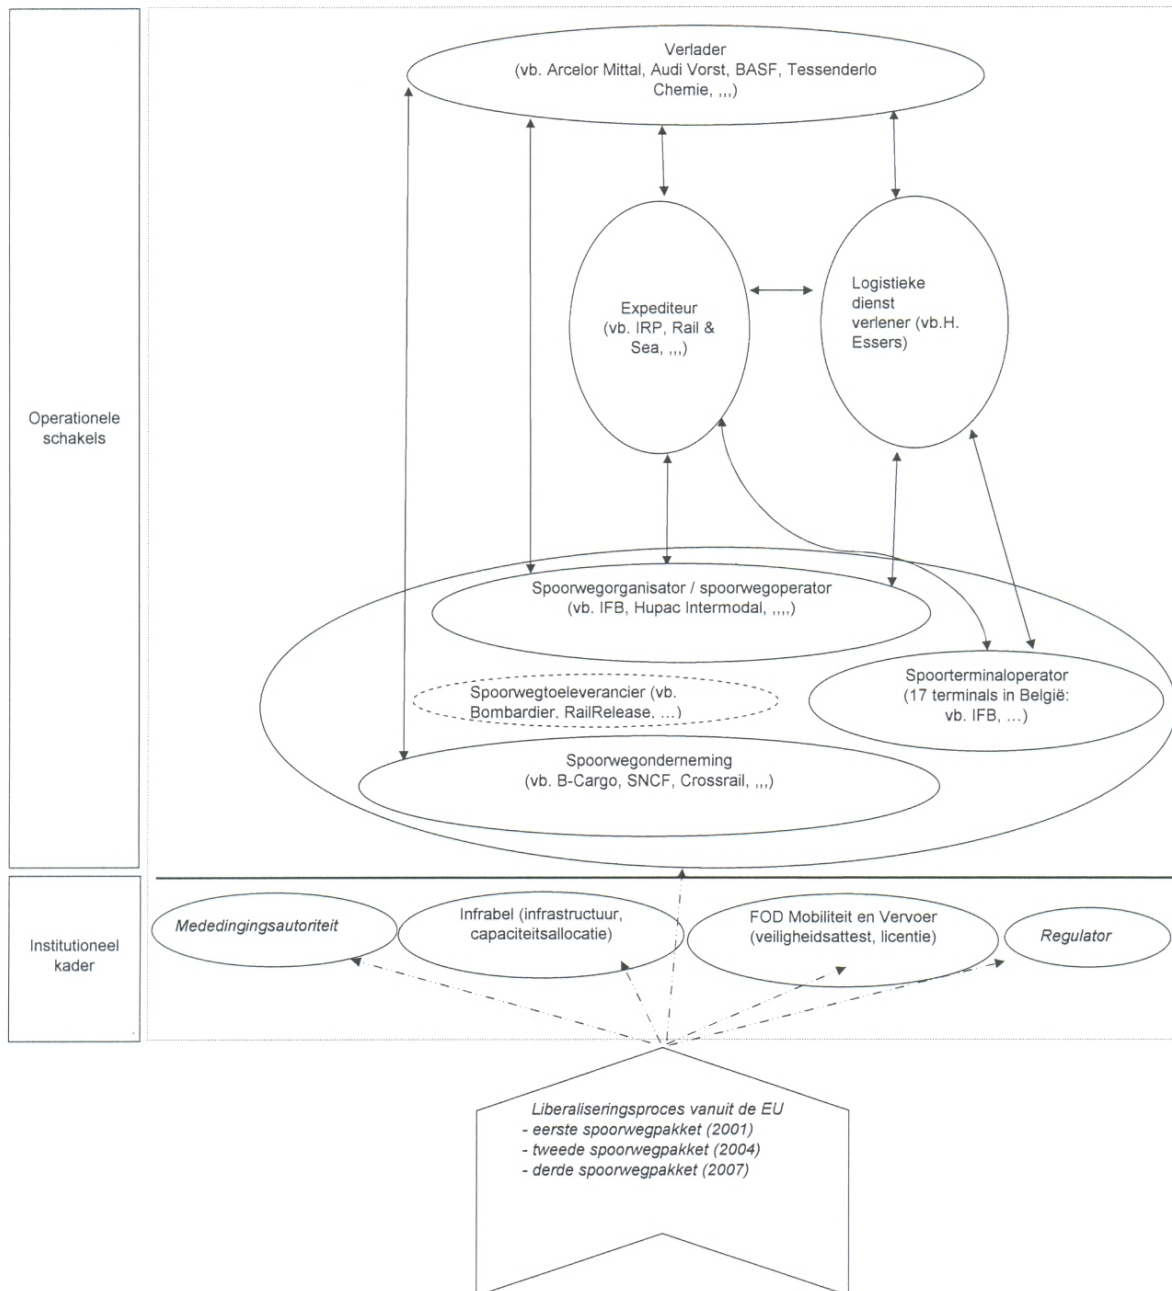 Verlader
(vb. Arcelor Mittal, Audi Vorst, BASF, Tessenderlo
Chemie, ,,,)
Expediteur
(vb. IRP, Rail &
Sea, ,,,)
Logistieke
dienst
verlener (vb.H.
Essers)
Operationele
schakels
Spoorwegorganisator / spoorwegoperator
(vb. IFB, Hupac Intermodal, ,,,,)
Spoorwegtoeleverancier (vb.
Bombardier, RailRelease, ...)
Spoorterminaloperator
(17 terminals in België:
vb. IFB, ...)
Spoorwegonderneming
(vb. B-Cargo, SNCF, Crossrail, ,,,)
Institutioneel
kader
Mededingingsautoriteit
Infrabel (infrastructuur,
capaciteitsallocatie)
FOD Mobiliteit en Vervoer
(veiligheidsattest, licentie)
Regulator
Liberaliseringsproces vanuit de EU
- eerste spoorwegpakket (2001)
- tweede spoorwegpakket (2004)
- derde spoorwegpakket (2007)